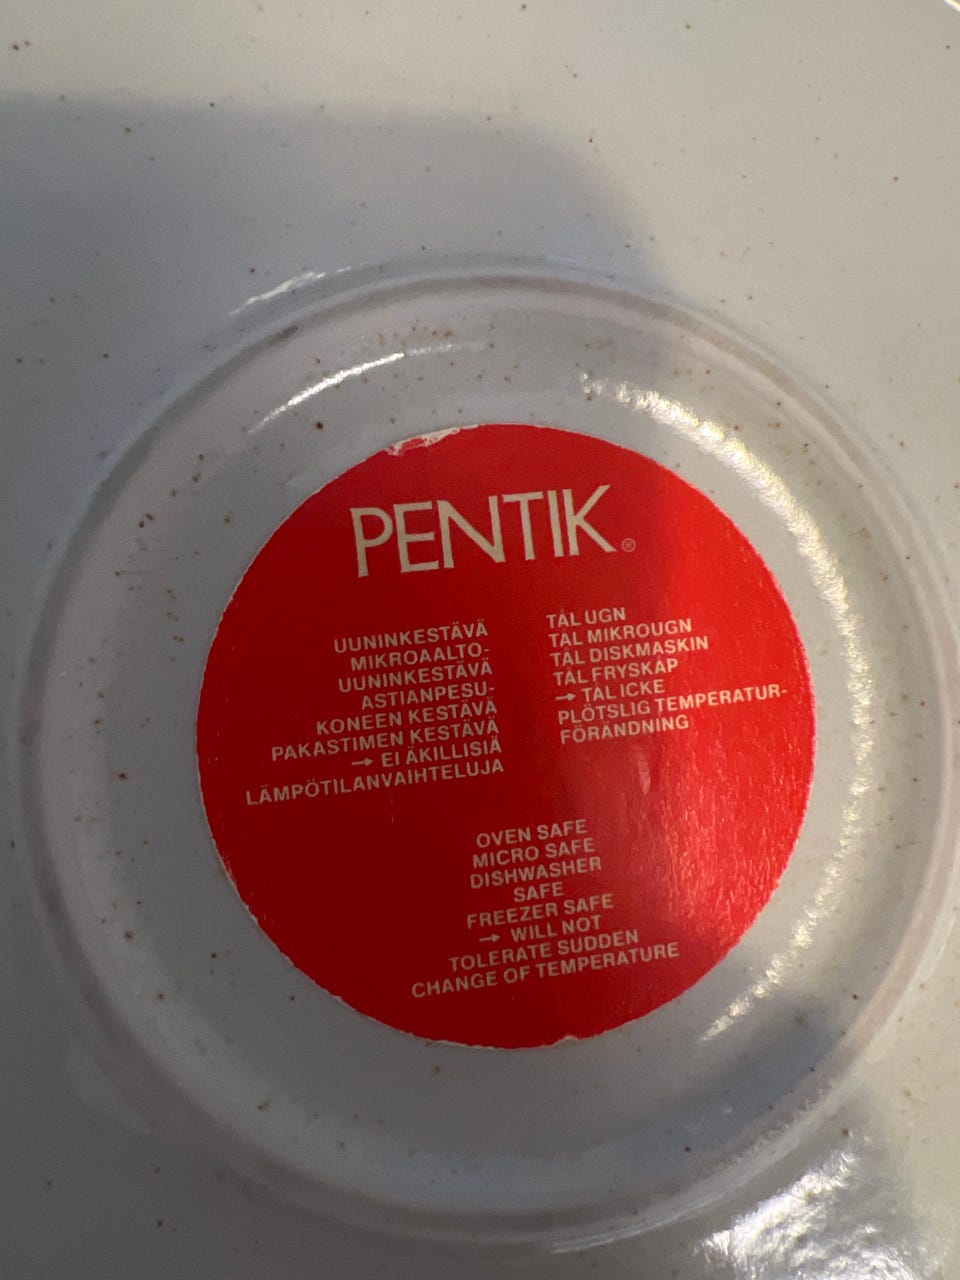 PENTIK®
UUNINKESTÄVÄ
MIKROAALTO-
UUNINKESTÄVÄ
ASTIANPESU-
KONEEN KESTÄVÄ
PAKASTIMEN KESTÄVÄ
→ EI ÄKILLISIÄ
LÄMPÖTILANVAIHTELUJA
TÅL UGN
TÅL MIKROUGN
TÅL DISKMASKIN
TÅL FRYSKAP
→ TÅL ICKE
PLÖTSLIG TEMPERATUR-
FÖRÄNDNING
OVEN SAFE
MICRO SAFE
DISHWASHER
SAFE
FREEZER SAFE
→ WILL NOT
TOLERATE SUDDEN
CHANGE OF TEMPERATURE